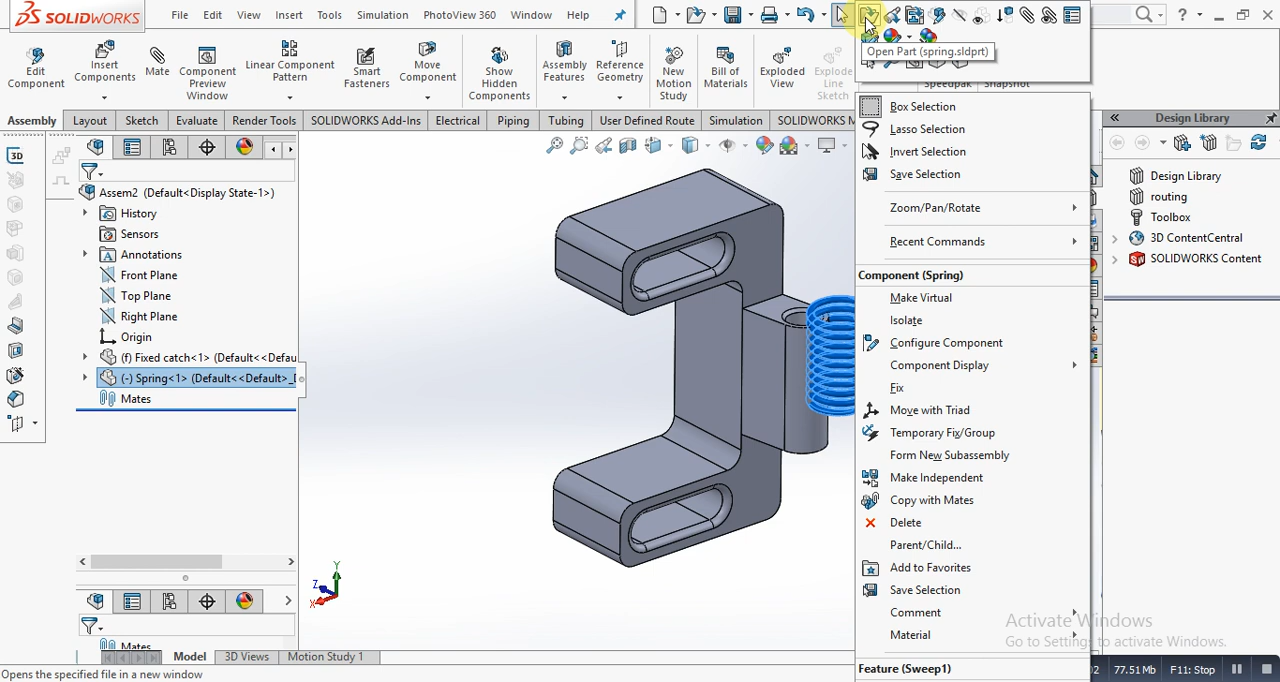 SOLIDWORKS
File Edit View Insert Tools Simulation PhotoView 360 Window Help
Open Part (spring.sldprt)
Edit Component
Insert Components
Mate
Component Preview Window
Linear Component Pattern
Smart Fasteners
Move Component
Show Hidden Components
Assembly Features
Reference Geometry
New Motion Study
Bill of Materials
Exploded View
Explode Line Sketch
Speedpak Snapshot
Assembly Layout Sketch Evaluate Render Tools SOLIDWORKS Add-Ins Electrical Piping Tubing User Defined Route Simulation SOLIDWORKS M
Assem2 (Default<Display State-1>)
History
Sensors
Annotations
Front Plane
Top Plane
Right Plane
Origin
(f) Fixed catch<1> (Default<<Defau
(-) Spring<1> (Default<<Default>_
Mates
Mates
Box Selection
Lasso Selection
Invert Selection
Save Selection
Zoom/Pan/Rotate
Recent Commands
Component (Spring)
Make Virtual
Isolate
Configure Component
Component Display
Fix
Move with Triad
Temporary Fix/Group
Form New Subassembly
Make Independent
Copy with Mates
Delete
Parent/Child...
Add to Favorites
Save Selection
Comment
Material
Feature (Sweep1)
Design Library
Design Library
routing
Toolbox
3D ContentCentral
SOLIDWORKS Content
Y
Z
X
Activate Windows
Go to Settings to activate Windows.
Model 3D Views Motion Study 1
Opens the specified file in a new window
77.51Mb F11: Stop